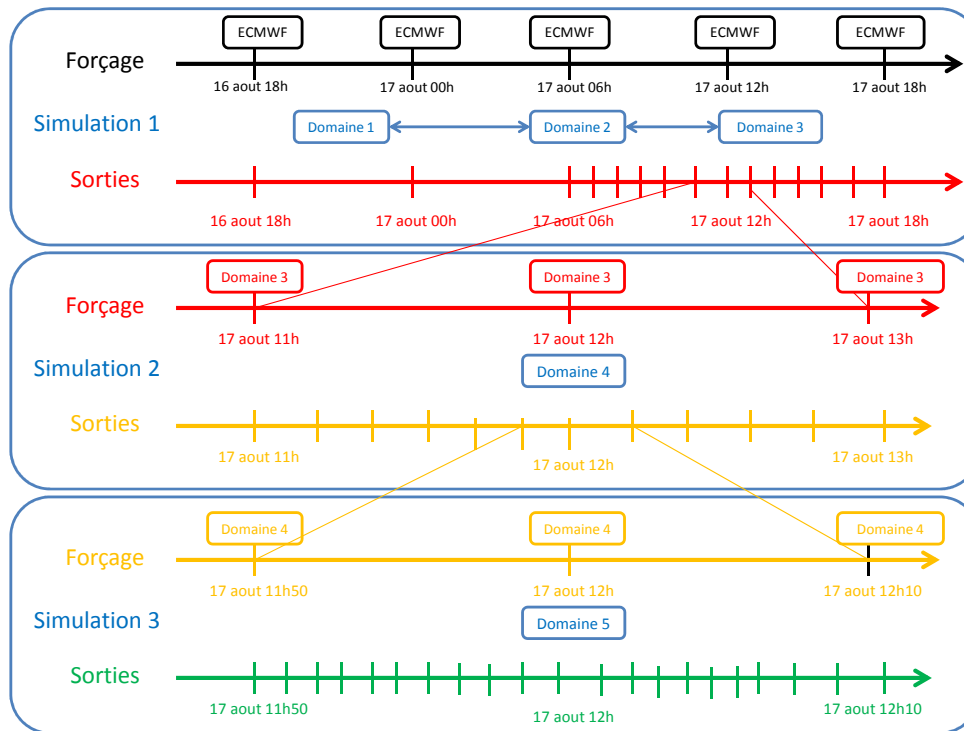 ECMWF ECMWF ECMWF ECMWF ECMWF
Forçage
16 aout 18h 17 aout 00h 17 aout 06h 17 aout 12h 17 aout 18h
Simulation 1 Domaine 1 Domaine 2 Domaine 3
Sorties
16 aout 18h 17 aout 00h 17 aout 06h 17 aout 12h 17 aout 18h
Domaine 3 Domaine 3 Domaine 3
Forçage
17 aout 11h 17 aout 12h 17 aout 13h
Simulation 2 Domaine 4
Sorties
17 aout 11h 17 aout 12h 17 aout 13h
Domaine 4 Domaine 4 Domaine 4
Forçage
17 aout 11h50 17 aout 12h 17 aout 12h10
Simulation 3 Domaine 5
Sorties
17 aout 11h50 17 aout 12h 17 aout 12h10